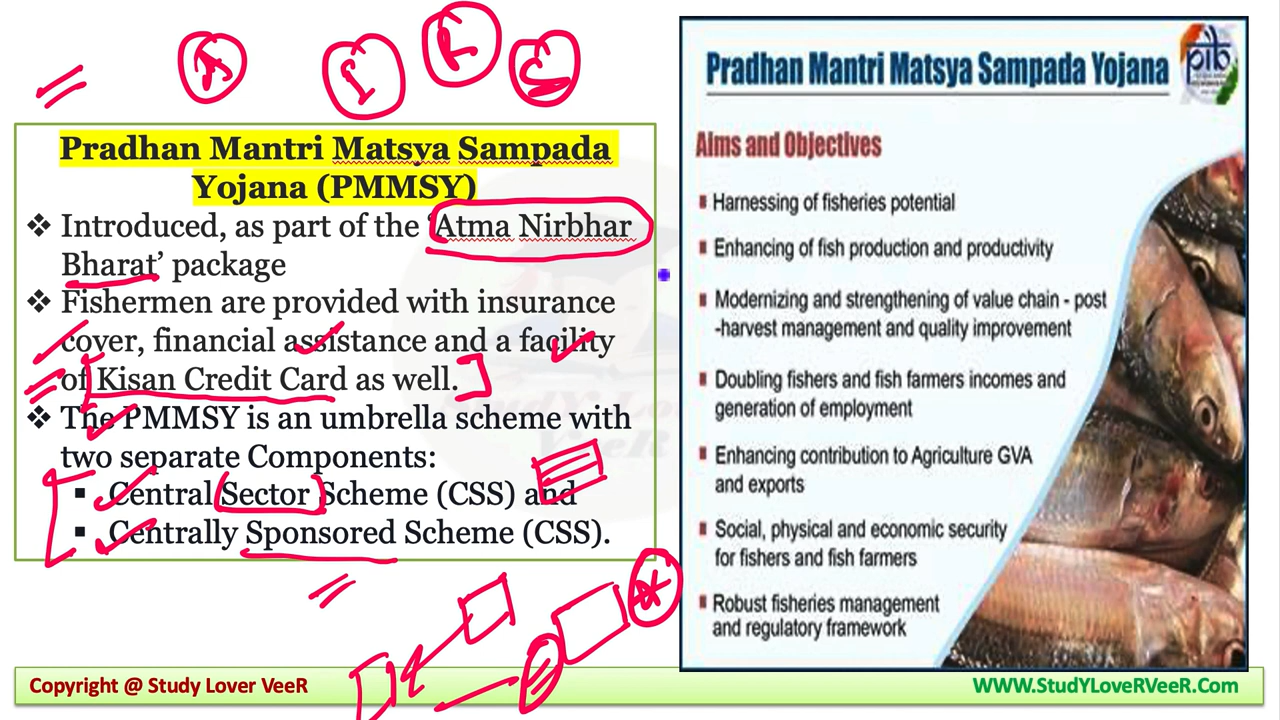 Pradhan Mantri Matsya Sampada
Yojana (PMMSY)
❖ Introduced, as part of the ‘Atma Nirbhar
Bharat’ package
❖ Fishermen are provided with insurance
cover, financial assistance and a facility
of Kisan Credit Card as well.
❖ The PMMSY is an umbrella scheme with
two separate Components:
▪ Central Sector Scheme (CSS) and
▪ Centrally Sponsored Scheme (CSS).
Pradhan Mantri Matsya Sampada Yojana
pib
Aims and Objectives
Harnessing of fisheries potential
Enhancing of fish production and productivity
Modernizing and strengthening of value chain - post
-harvest management and quality improvement
Doubling fishers and fish farmers incomes and
generation of employment
Enhancing contribution to Agriculture GVA
and exports
Social, physical and economic security
for fishers and fish farmers
Robust fisheries management
and regulatory framework
Copyright @ Study Lover VeeR
WWW.StudYLoveRVeeR.Com